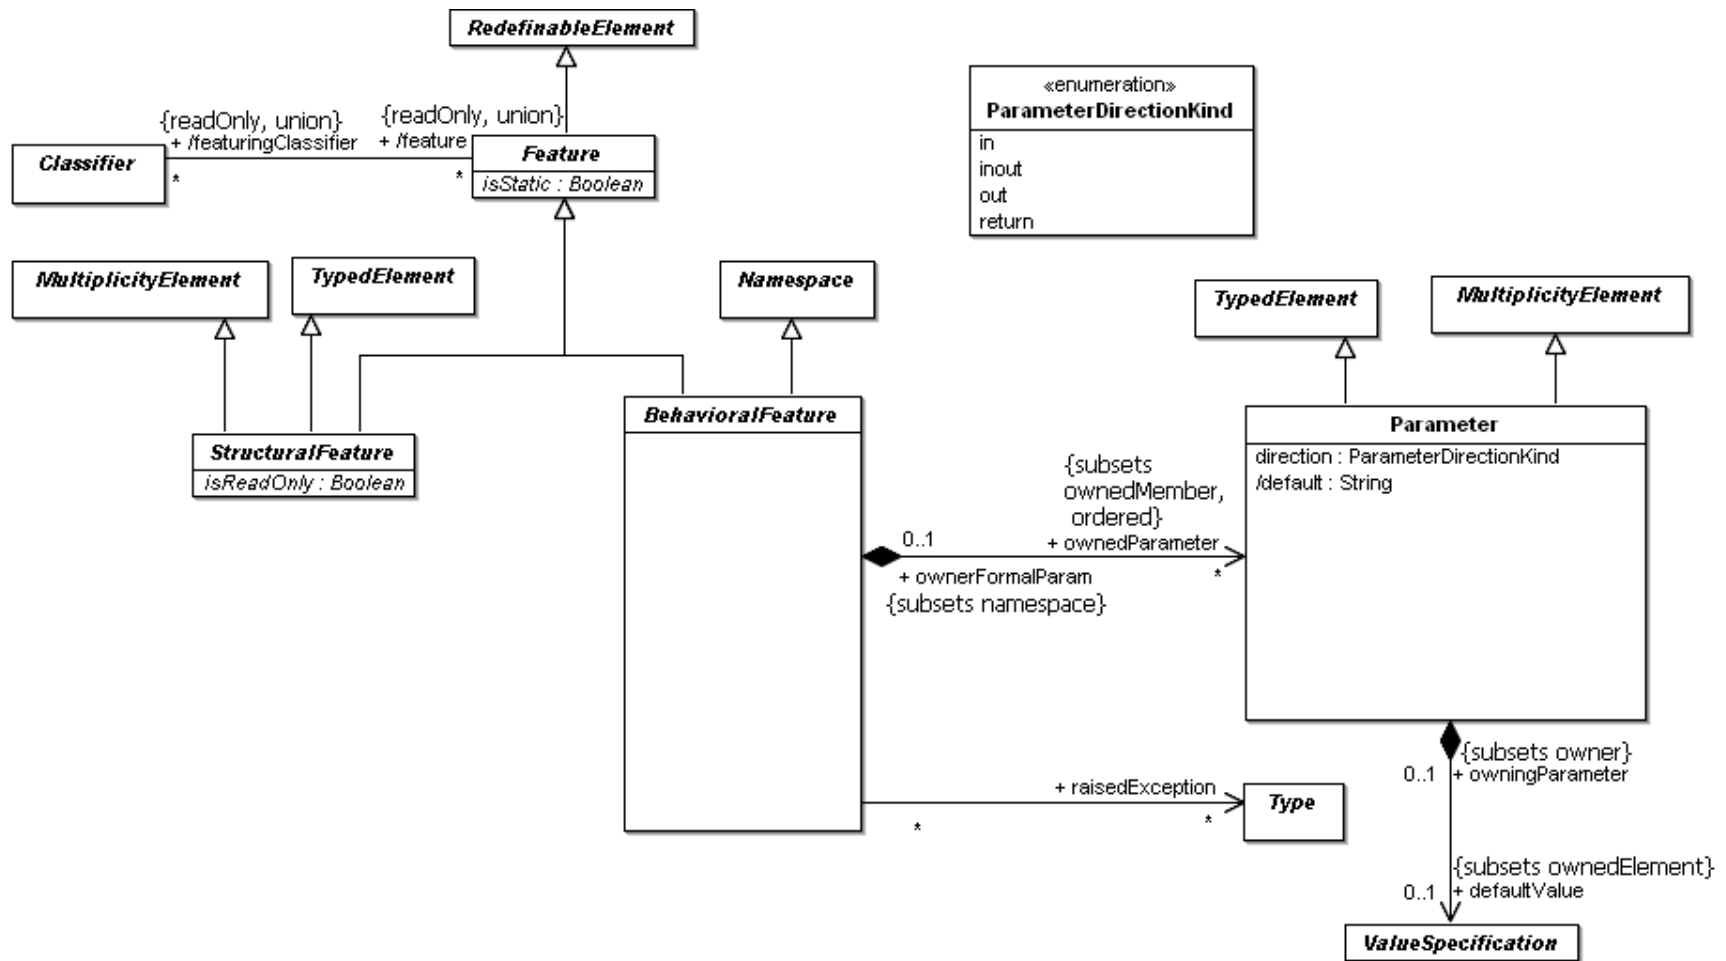 RedefinableElement
«enumeration»
ParameterDirectionKind
in
inout
out
return
{readOnly, union}
+ /featuringClassifier
{readOnly, union}
+ /feature
Classifier
*
*
Feature
isStatic : Boolean
MultiplicityElement
TypedElement
Namespace
TypedElement
MultiplicityElement
StructuralFeature
isReadOnly : Boolean
BehavioralFeature
Parameter
direction : ParameterDirectionKind
/default : String
{subsets
ownedMember,
ordered}
0..1
+ ownedParameter
+ ownerFormalParam
*
{subsets namespace}
{subsets owner}
0..1
+ owningParameter
+ raisedException
*
*
Type
{subsets ownedElement}
0..1
+ defaultValue
ValueSpecification